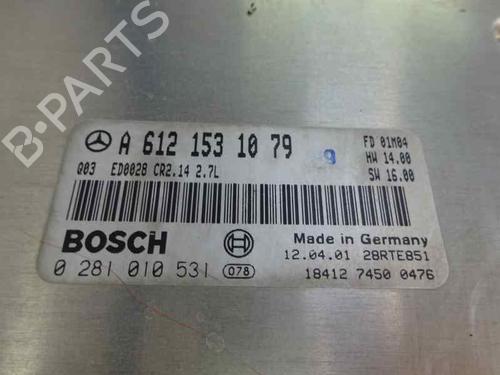 A 612 153 10 79
g
FD 01M04
HW 14.00
SW 16.00
Q03 ED0028 CR2.14 2.7L
BOSCH
Made in Germany
0 281 010 531 078
12.04.01 28RTE851
18412 7450 0476
B-PARTS